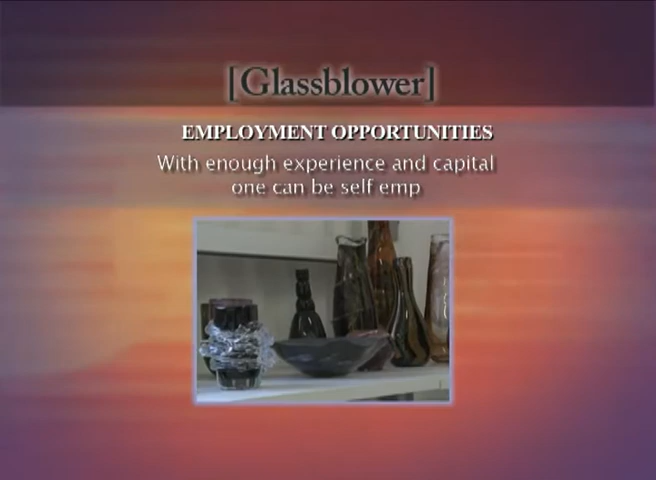 [Glassblower]
EMPLOYMENT OPPORTUNITIES
With enough experience and capital
one can be self emp